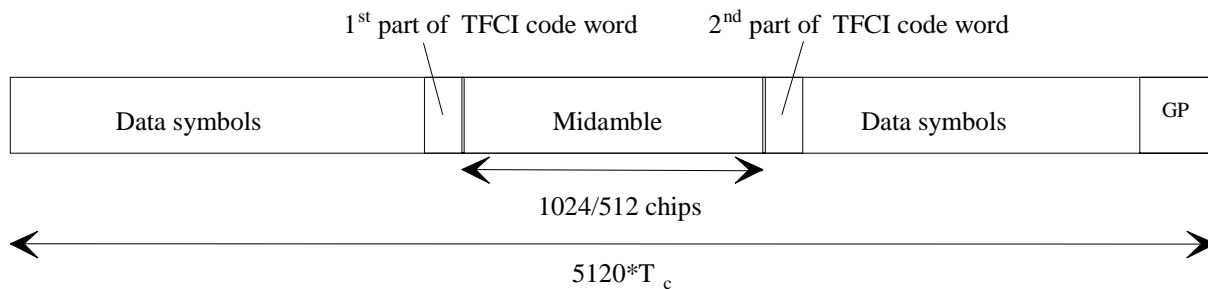 1st part of TFCI code word
2nd part of TFCI code word
Data symbols
Midamble
Data symbols
GP
1024/512 chips
5120*T c